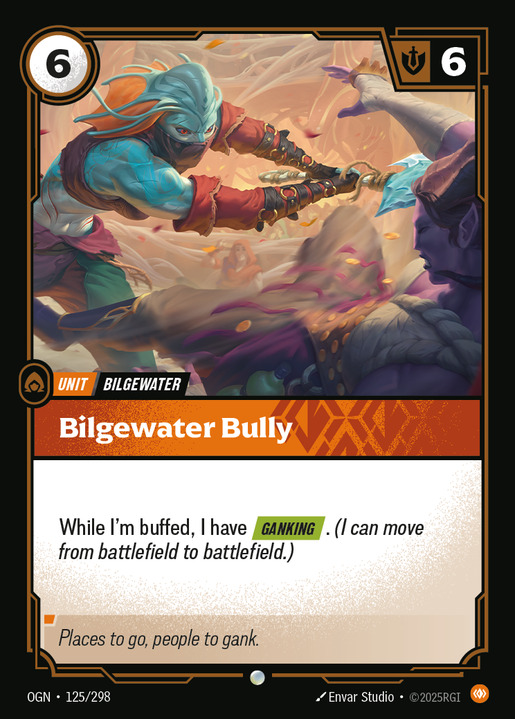 6
6
UNIT BILGEWATER
Bilgewater Bully
While I'm buffed, I have GANKING. (I can move
from battlefield to battlefield.)
Places to go, people to gank.
OGN • 125/298 Envar Studio • ©2025RGI